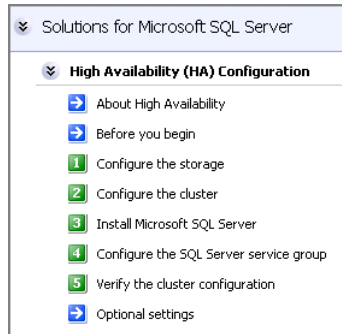 Solutions for Microsoft SQL Server
High Availability (HA) Configuration
About High Availability
Before you begin
1 Configure the storage
2 Configure the cluster
3 Install Microsoft SQL Server
4 Configure the SQL Server service group
5 Verify the cluster configuration
Optional settings